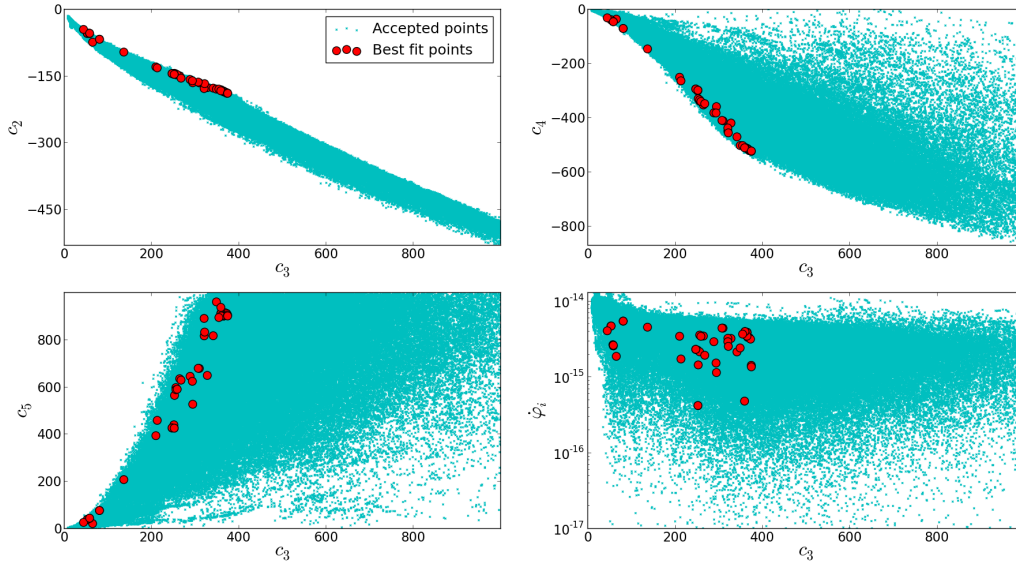 0
−150
−300
−450
c₂
0 200 400 600 800
c₃
Accepted points
Best fit points
0
−200
−400
−600
−800
c₄
0 200 400 600 800
c₃
800
600
400
200
0
c₅
0 200 400 600 800
c₃
10⁻¹⁴
10⁻¹⁵
10⁻¹⁶
10⁻¹⁷
φ̇ᵢ
0 200 400 600 800
c₃